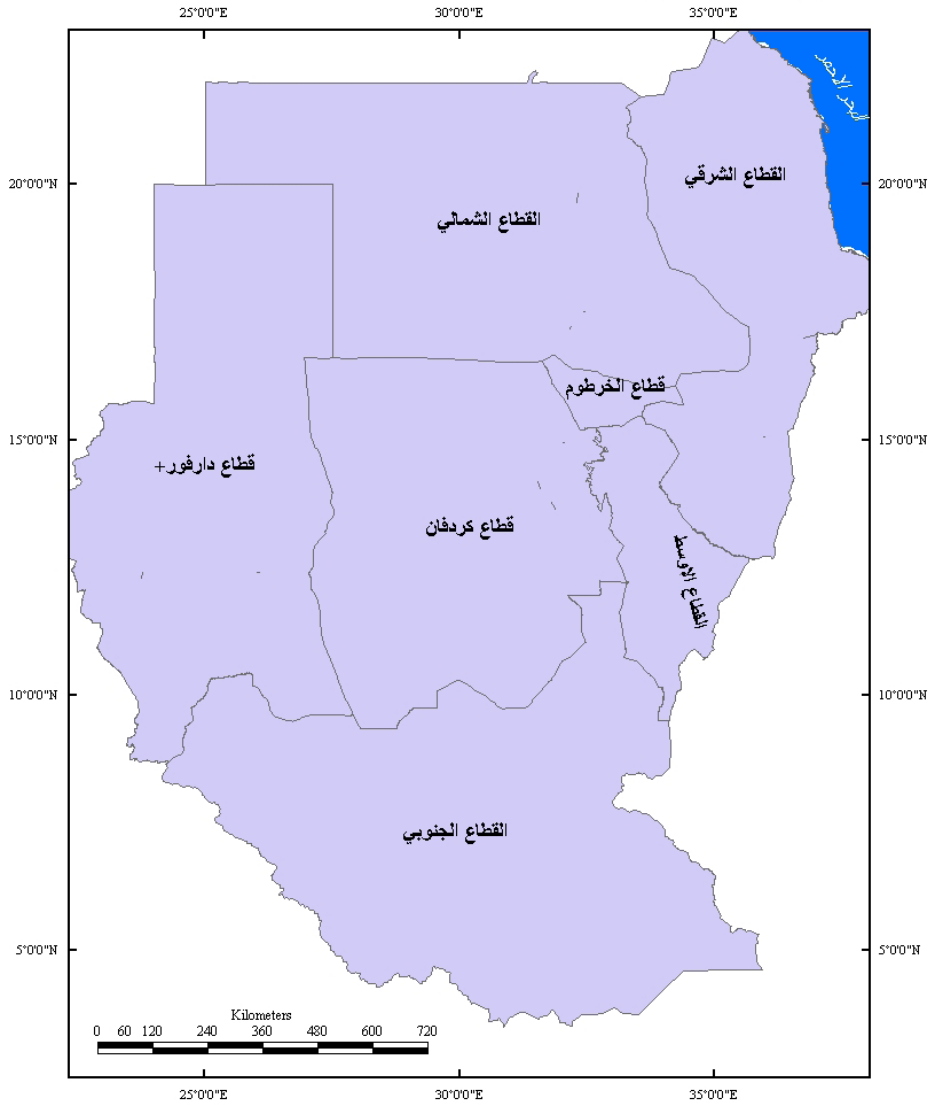 25°0'0"E 30°0'0"E 35°0'0"E
البحر الاحمر
القطاع الشرقي
20°0'0"N 20°0'0"N
القطاع الشمالي
قطاع الخرطوم
15°0'0"N 15°0'0"N
قطاع دارفور+
قطاع كردفان
القطاع الاوسط
10°0'0"N 10°0'0"N
القطاع الجنوبي
5°0'0"N 5°0'0"N
Kilometers
0 60 120 240 360 480 600 720
25°0'0"E 30°0'0"E 35°0'0"E